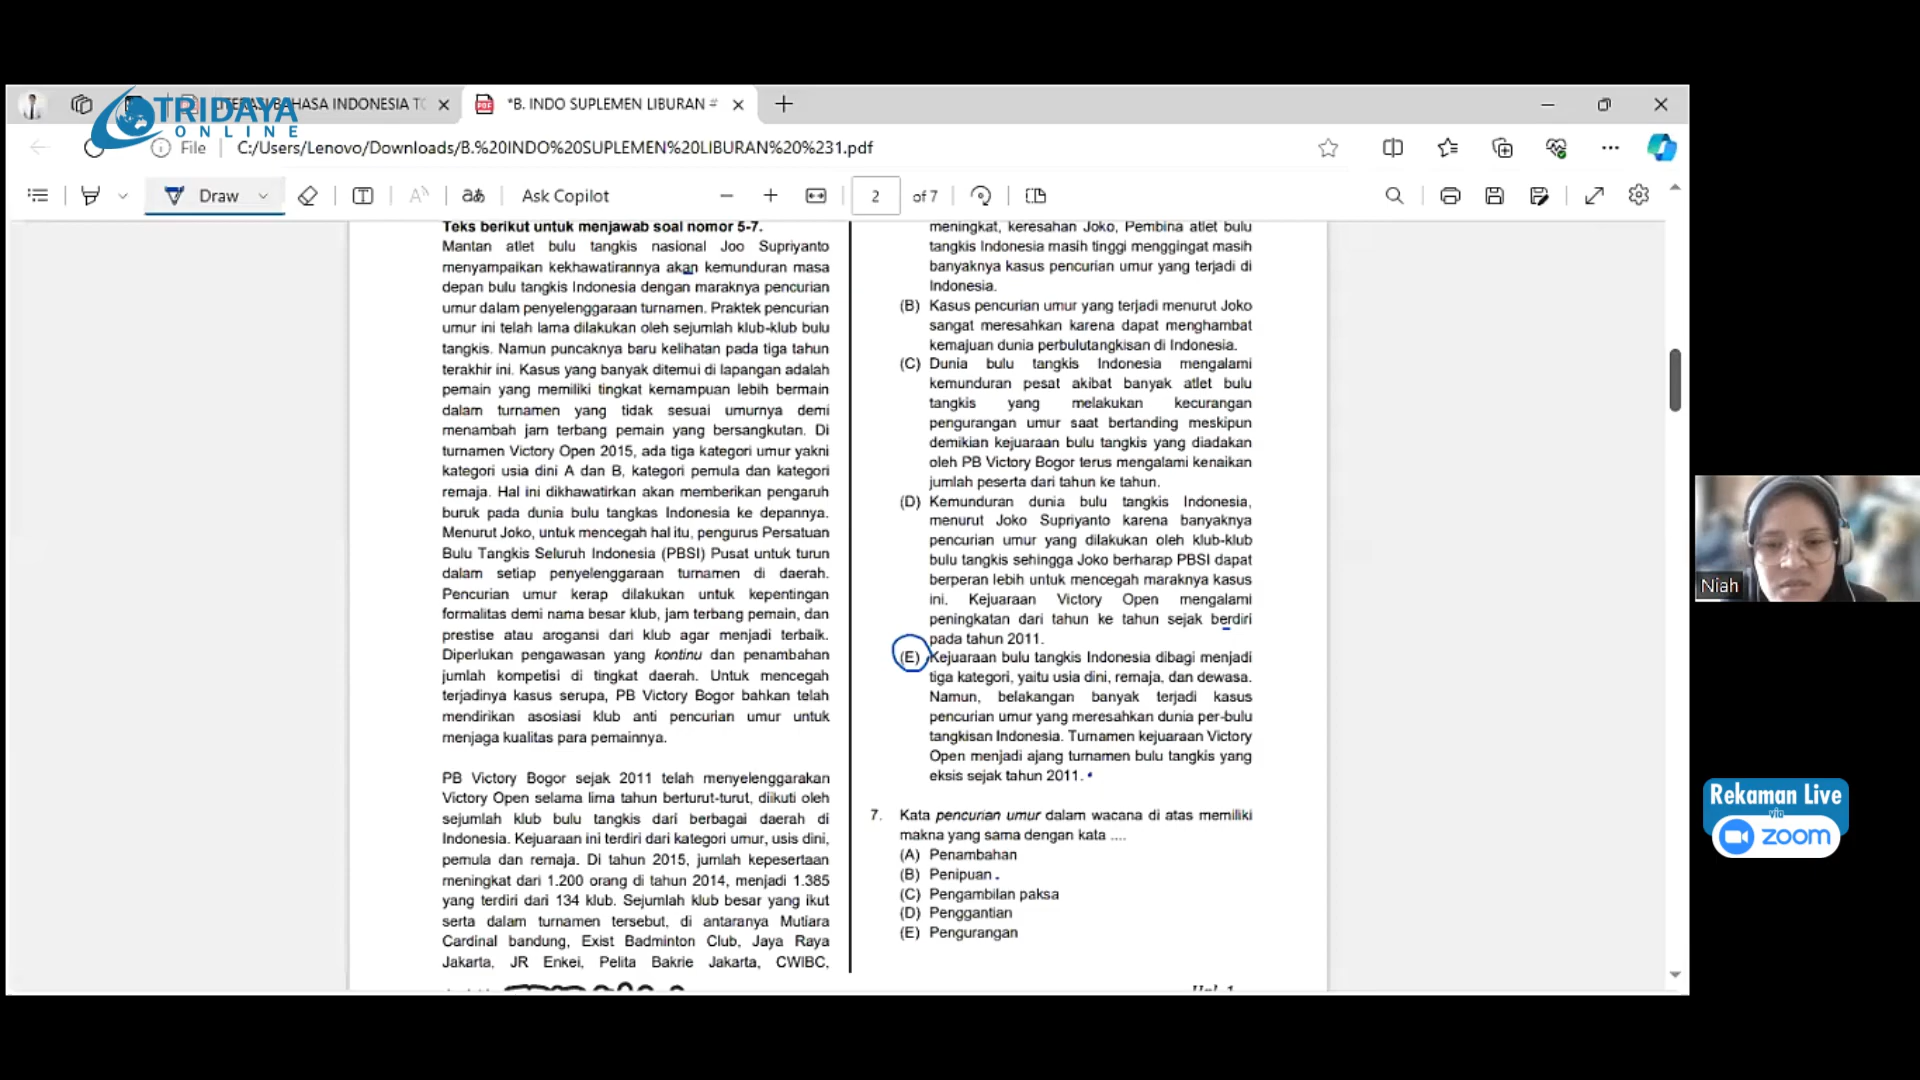 TRIDAYA
ONLINE
LITERASI BAHASA INDONESIA TO
*B. INDO SUPLEMEN LIBURAN #
File
C:/Users/Lenovo/Downloads/B.%20INDO%20SUPLEMEN%20LIBURAN%20%231.pdf
Draw
Ask Copilot
2 of 7
Teks berikut untuk menjawab soal nomor 5-7.
Mantan atlet bulu tangkis nasional Joo Supriyanto
menyampaikan kekhawatirannya akan kemunduran masa
depan bulu tangkis Indonesia dengan maraknya pencurian
umur dalam penyelenggaraan turnamen. Praktek pencurian
umur ini telah lama dilakukan oleh sejumlah klub-klub bulu
tangkis. Namun puncaknya baru kelihatan pada tiga tahun
terakhir ini. Kasus yang banyak ditemui di lapangan adalah
pemain yang memiliki tingkat kemampuan lebih bermain
dalam turnamen yang tidak sesuai umurnya demi
menambah jam terbang pemain yang bersangkutan. Di
turnamen Victory Open 2015, ada tiga kategori umur yakni
kategori usia dini A dan B, kategori pemula dan kategori
remaja. Hal ini dikhawatirkan akan memberikan pengaruh
buruk pada dunia bulu tangkas Indonesia ke depannya.
Menurut Joko, untuk mencegah hal itu, pengurus Persatuan
Bulu Tangkis Seluruh Indonesia (PBSI) Pusat untuk turun
dalam setiap penyelenggaraan turnamen di daerah.
Pencurian umur kerap dilakukan untuk kepentingan
formalitas demi nama besar klub, jam terbang pemain, dan
prestise atau arogansi dari klub agar menjadi terbaik.
Diperlukan pengawasan yang kontinu dan penambahan
jumlah kompetisi di tingkat daerah. Untuk mencegah
terjadinya kasus serupa, PB Victory Bogor bahkan telah
mendirikan asosiasi klub anti pencurian umur untuk
menjaga kualitas para pemainnya.
PB Victory Bogor sejak 2011 telah menyelenggarakan
Victory Open selama lima tahun berturut-turut, diikuti oleh
sejumlah klub bulu tangkis dari berbagai daerah di
Indonesia. Kejuaraan ini terdiri dari kategori umur, usis dini,
pemula dan remaja. Di tahun 2015, jumlah kepesertaan
meningkat dari 1.200 orang di tahun 2014, menjadi 1.385
yang terdiri dari 134 klub. Sejumlah klub besar yang ikut
serta dalam turnamen tersebut, di antaranya Mutiara
Cardinal bandung, Exist Badminton Club, Jaya Raya
Jakarta, JR Enkei, Pelita Bakrie Jakarta, CWIBC,
meningkat, keresahan Joko, Pembina atlet bulu
tangkis Indonesia masih tinggi menggingat masih
banyaknya kasus pencurian umur yang terjadi di
Indonesia.
(B) Kasus pencurian umur yang terjadi menurut Joko
sangat meresahkan karena dapat menghambat
kemajuan dunia perbulutangkisan di Indonesia.
(C) Dunia bulu tangkis Indonesia mengalami
kemunduran pesat akibat banyak atlet bulu
tangkis yang melakukan kecurangan
pengurangan umur saat bertanding meskipun
demikian kejuaraan bulu tangkis yang diadakan
oleh PB Victory Bogor terus mengalami kenaikan
jumlah peserta dari tahun ke tahun.
(D) Kemunduran dunia bulu tangkis Indonesia,
menurut Joko Supriyanto karena banyaknya
pencurian umur yang dilakukan oleh klub-klub
bulu tangkis sehingga Joko berharap PBSI dapat
berperan lebih untuk mencegah maraknya kasus
ini. Kejuaraan Victory Open mengalami
peningkatan dari tahun ke tahun sejak berdiri
pada tahun 2011.
(E) Kejuaraan bulu tangkis Indonesia dibagi menjadi
tiga kategori, yaitu usia dini, remaja, dan dewasa.
Namun, belakangan banyak terjadi kasus
pencurian umur yang meresahkan dunia per-bulu
tangkisan Indonesia. Turnamen kejuaraan Victory
Open menjadi ajang turnamen bulu tangkis yang
eksis sejak tahun 2011.
7. Kata pencurian umur dalam wacana di atas memiliki
makna yang sama dengan kata ....
(A) Penambahan
(B) Penipuan
(C) Pengambilan paksa
(D) Penggantian
(E) Pengurangan
Niah
Rekaman Live
via
zoom